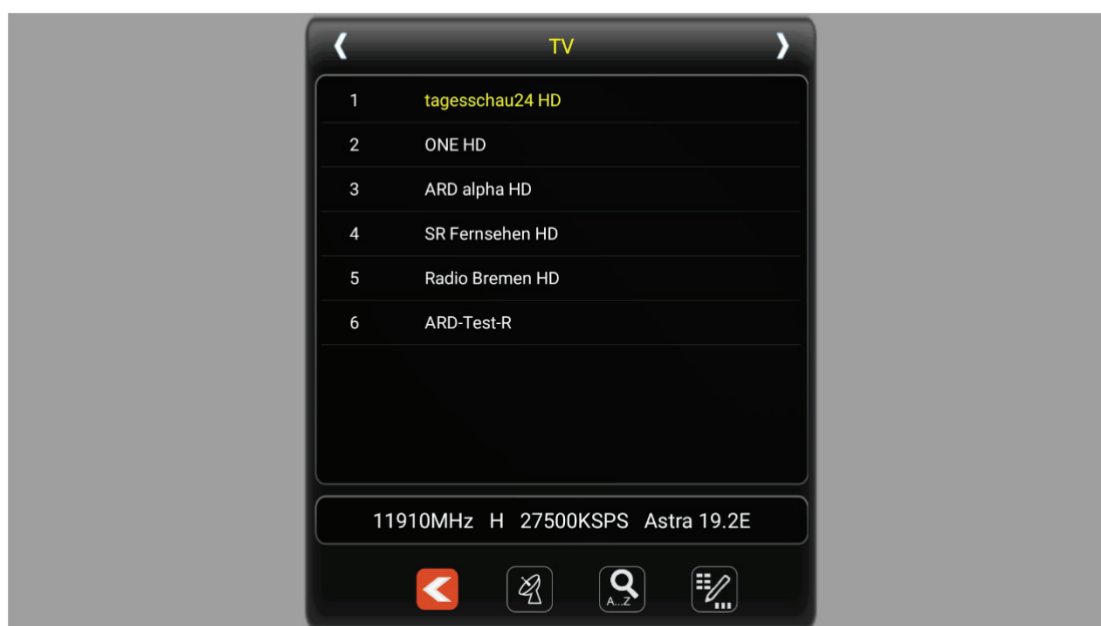 TV
1 tagesschau24 HD
2 ONE HD
3 ARD alpha HD
4 SR Fernsehen HD
5 Radio Bremen HD
6 ARD-Test-R
11910MHz H 27500KSPS Astra 19.2E
A...Z